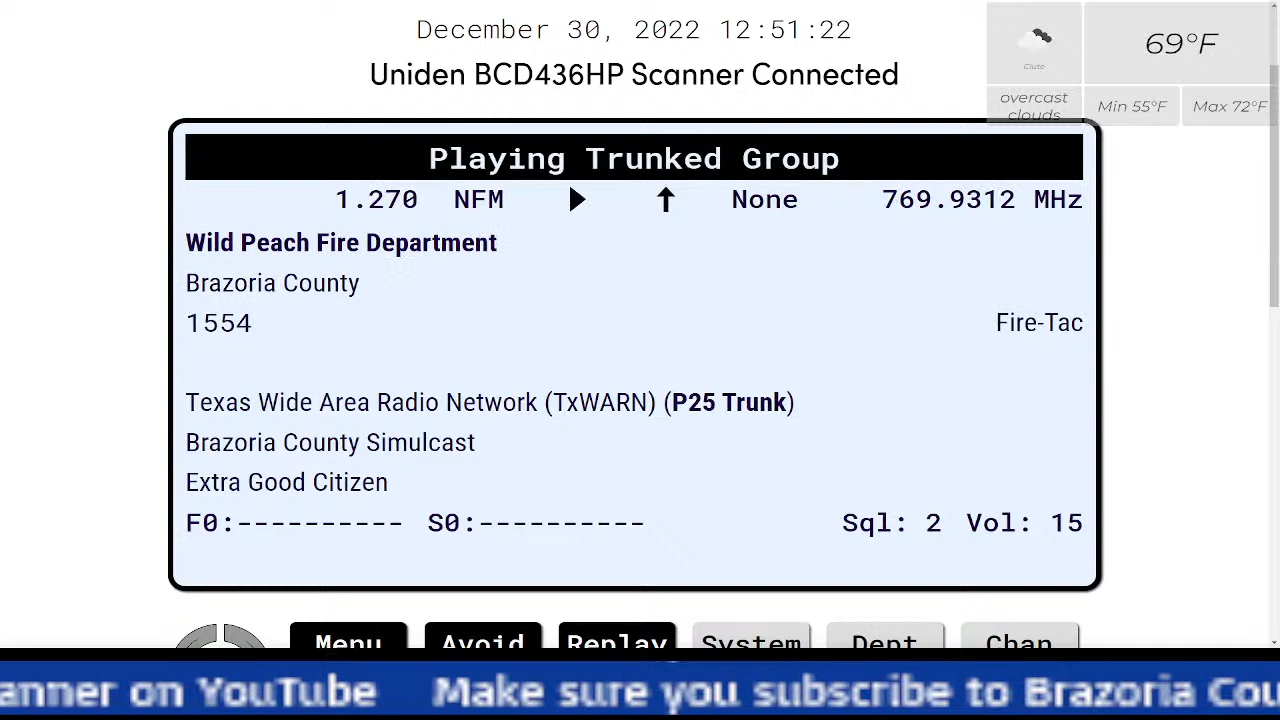 December 30, 2022 12:51:22
Uniden BCD436HP Scanner Connected
Clute
69°F
overcast clouds
Min 55°F
Max 72°F
Playing Trunked Group
1.270 NFM ▶ ↑ None 769.9312 MHz
Wild Peach Fire Department
Brazoria County
1554 Fire-Tac
Texas Wide Area Radio Network (TxWARN) (P25 Trunk)
Brazoria County Simulcast
Extra Good Citizen
F0:---------- S0:---------- Sql: 2 Vol: 15
Menu Avoid Replay System Dept Chan
anner on YouTube Make sure you subscribe to Brazoria Cou